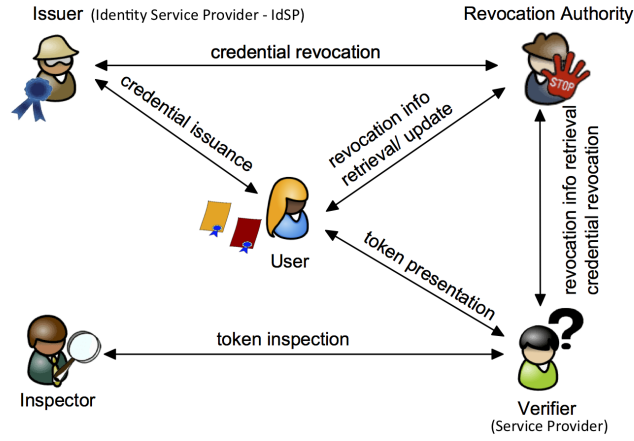 Issuer (Identity Service Provider - IdSP)
Revocation Authority
credential revocation
STOP
credential issuance
revocation info
retrieval/ update
revocation info retrieval
credential revocation
User
token presentation
token inspection
?
Inspector
Verifier
(Service Provider)